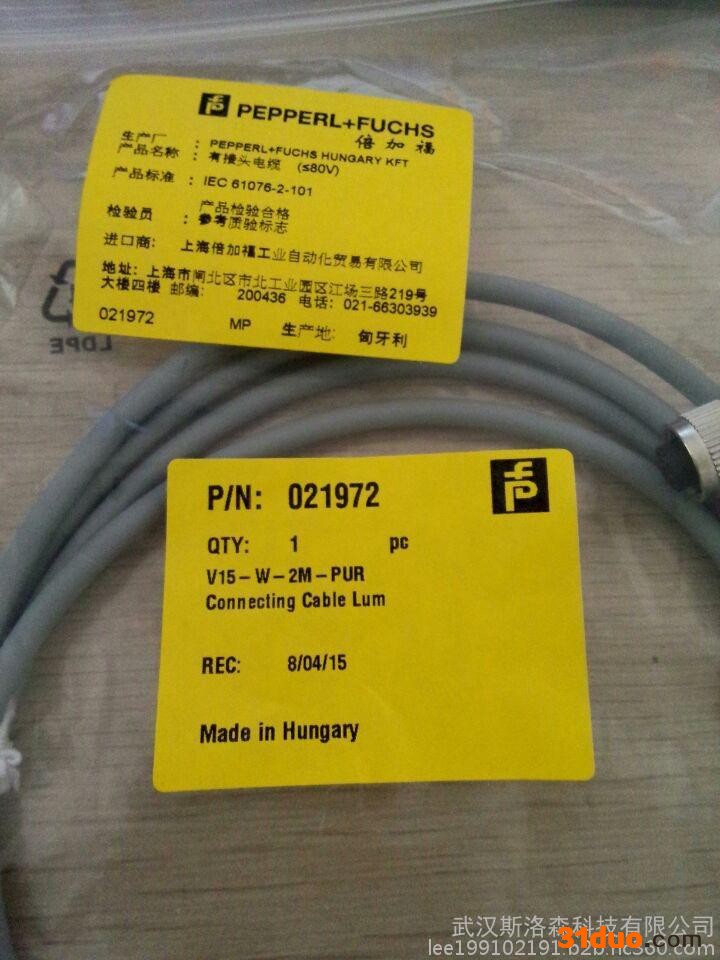 PEPPERL+FUCHS
倍加福
生产厂 : PEPPERL+FUCHS HUNGARY KFT
产品名称 : 有接头电缆 (≤80V)
产品标准 : IEC 61076-2-101
检验员 : 产品检验合格
参考质验标志
进口商: 上海倍加福工业自动化贸易有限公司
地址: 上海市闸北区市北工业园区江场三路219号
大楼四楼 邮编: 200436 电话: 021-66303939
021972 MP 生产地: 匈牙利
LDPE
P/N: 021972
QTY: 1 pc
V15-W-2M-PUR
Connecting Cable Lum
REC: 8/04/15
Made in Hungary
武汉斯洛森科技有限公司
lee199102191.b2b.hc360.com
31duo.com